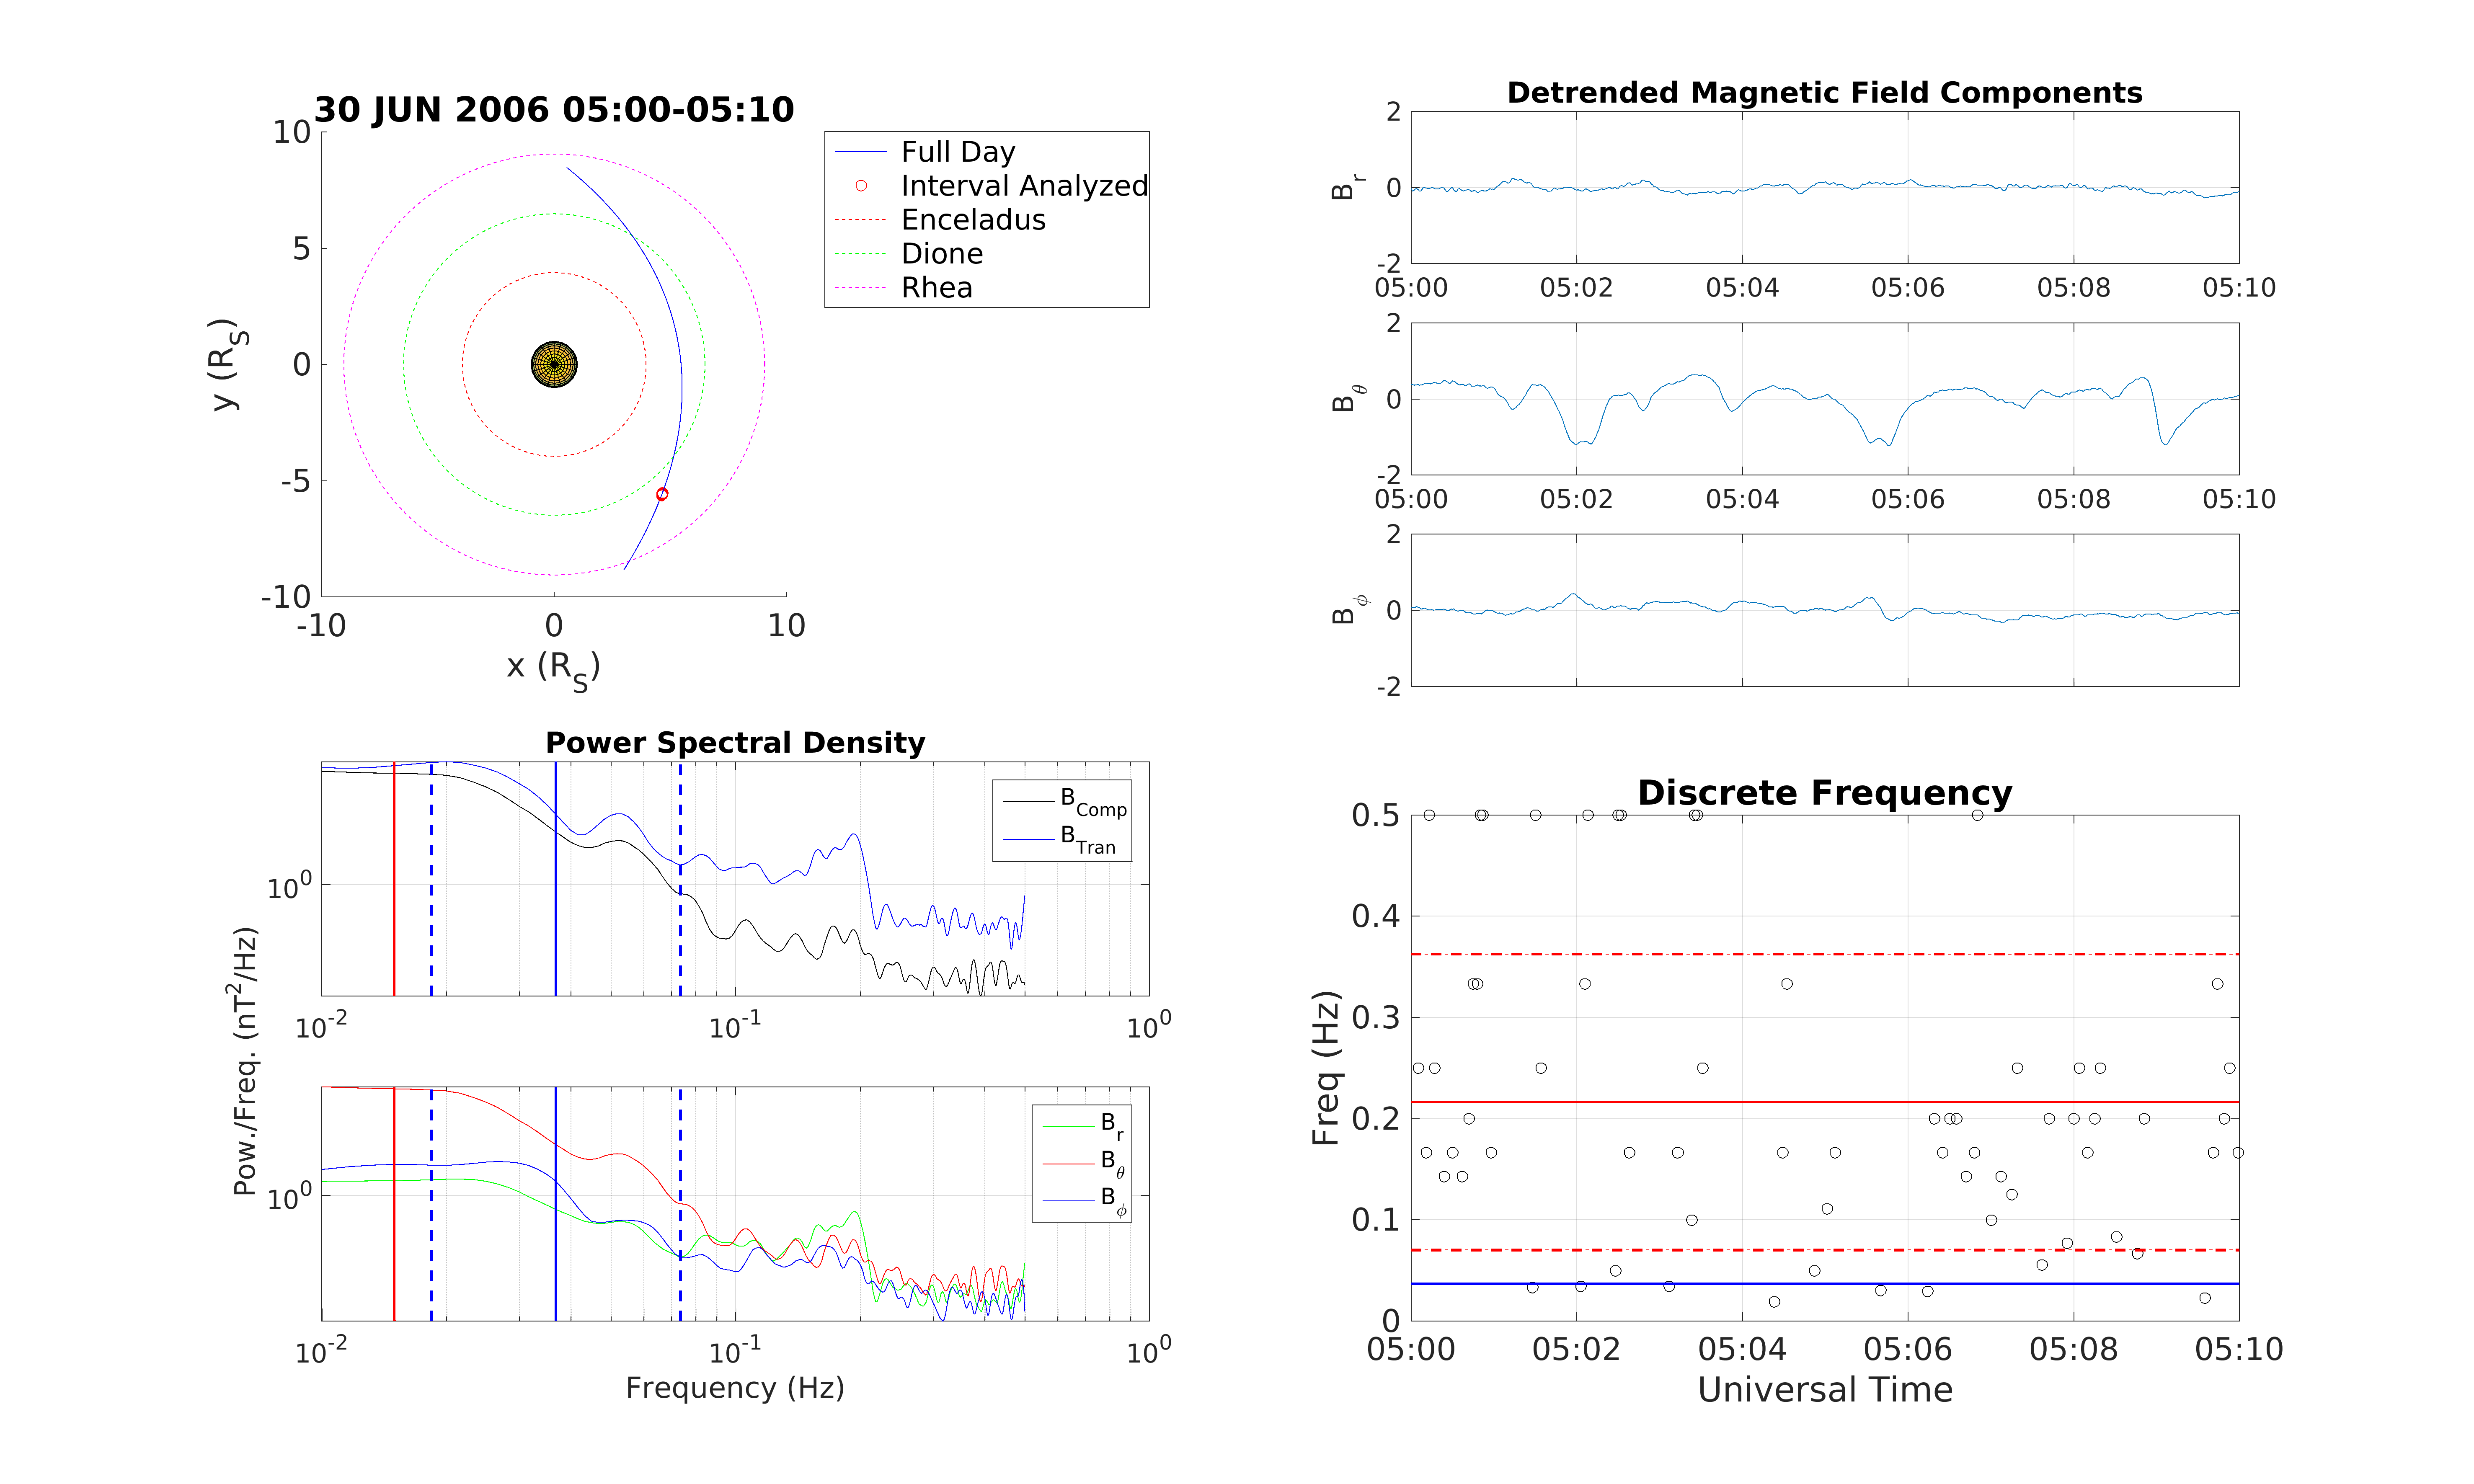 30 JUN 2006 05:00-05:10
10
5
0
-5
-10
y (R_S)
-10 0 10
x (R_S)
Full Day
Interval Analyzed
Enceladus
Dione
Rhea
Detrended Magnetic Field Components
2
0
-2
B_r
05:00 05:02 05:04 05:06 05:08 05:10
2
0
-2
B_θ
05:00 05:02 05:04 05:06 05:08 05:10
2
0
-2
B_ϕ
Power Spectral Density
10^0
10^-2 10^-1 10^0
B_Comp
B_Tran
Pow./Freq. (nT^2/Hz)
10^0
10^-2 10^-1 10^0
B_r
B_θ
B_ϕ
Frequency (Hz)
Discrete Frequency
0.5
0.4
0.3
0.2
0.1
0
Freq (Hz)
05:00 05:02 05:04 05:06 05:08 05:10
Universal Time